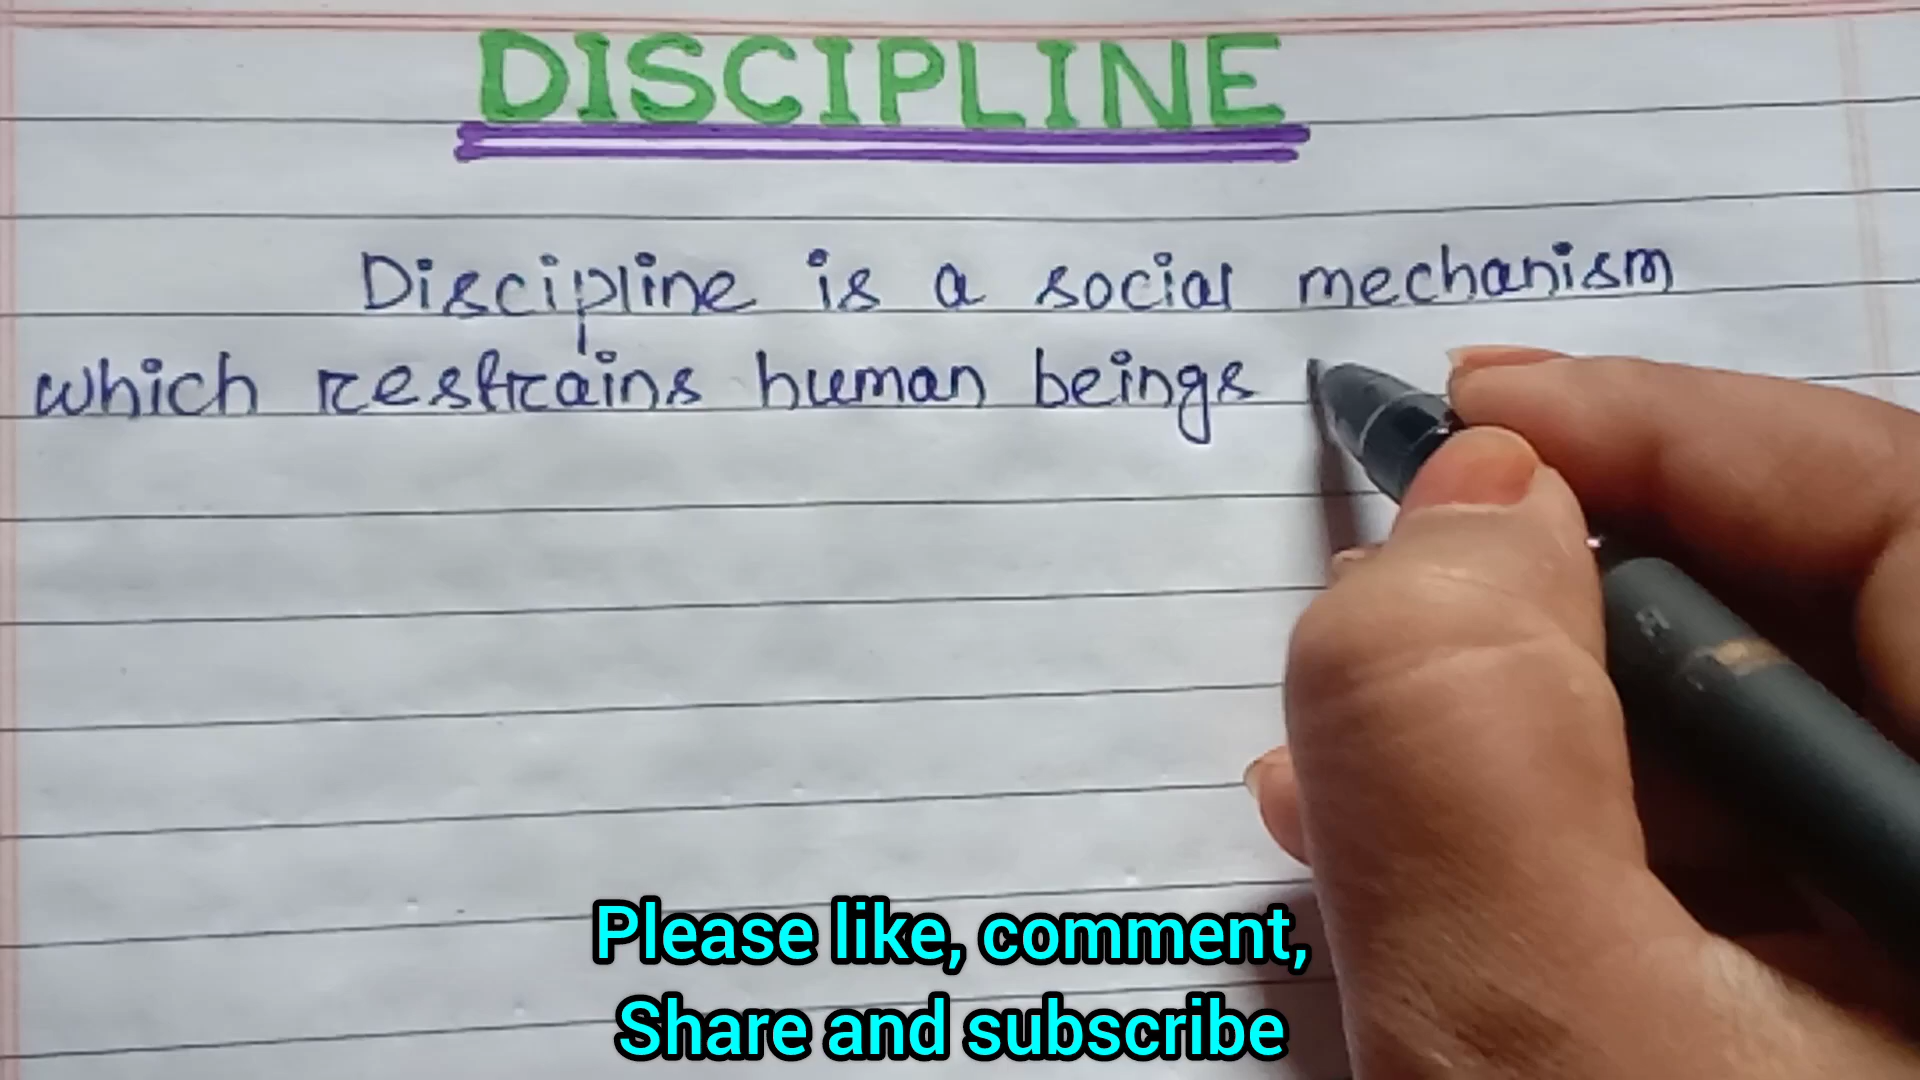 DISCIPLINE
Discipline is a social mechanism
which restrains human beings
Please like, comment,
Share and subscribe